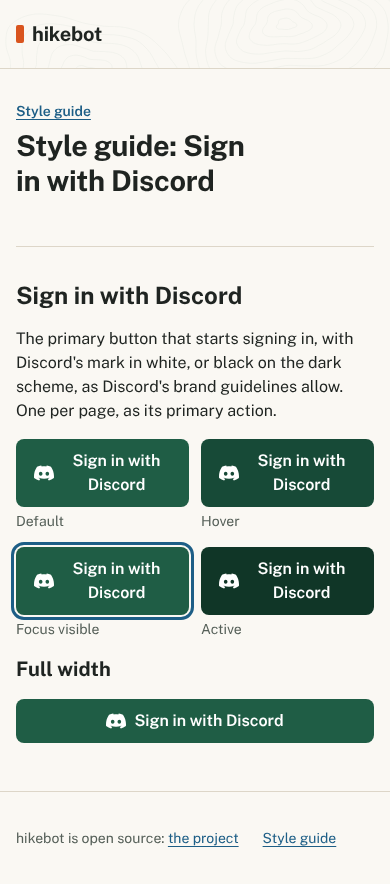 hikebot
Style guide
Style guide: Sign
in with Discord
Sign in with Discord
The primary button that starts signing in, with
Discord's mark in white, or black on the dark
scheme, as Discord's brand guidelines allow.
One per page, as its primary action.
Sign in with
Discord
Sign in with
Discord
Default
Hover
Sign in with
Discord
Sign in with
Discord
Focus visible
Active
Full width
Sign in with Discord
hikebot is open source: the project Style guide